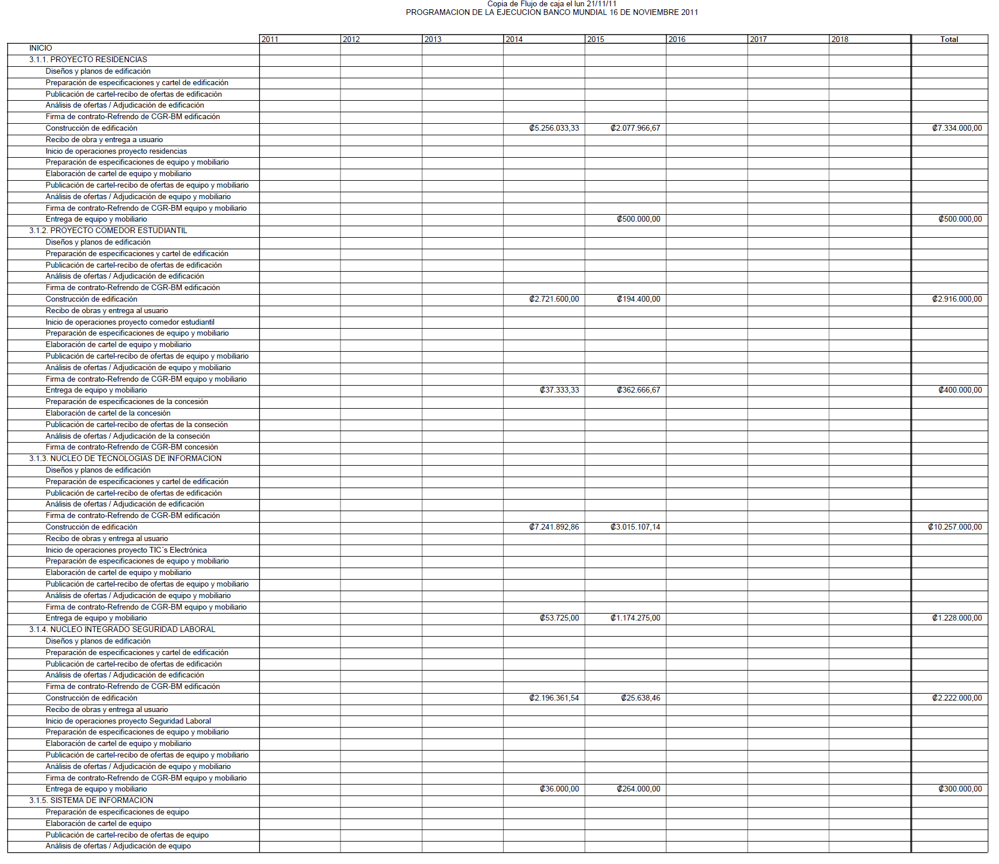 Copia de Flujo de caja el lun 21/11/11
PROGRAMACION DE LA EJECUCION BANCO MUNDIAL 16 DE NOVIEMBRE 2011
2011 2012 2013 2014 2015 2016 2017 2018 Total
INICIO
3.1.1. PROYECTO RESIDENCIAS
Diseños y planos de edificación
Preparación de especificaciones y cartel de edificación
Publicación de cartel-recibo de ofertas de edificación
Análisis de ofertas / Adjudicación de edificación
Firma de contrato-Refrendo de CGR-BM edificación
Construcción de edificación ₡5.256.033,33 ₡2.077.966,67 ₡7.334.000,00
Recibo de obra y entrega a usuario
Inicio de operaciones proyecto residencias
Preparación de especificaciones de equipo y mobiliario
Elaboración de cartel de equipo y mobiliario
Publicación de cartel-recibo de ofertas de equipo y mobiliario
Análisis de ofertas / Adjudicación de equipo y mobiliario
Firma de contrato-Refrendo de CGR-BM equipo y mobiliario
Entrega de equipo y mobiliario ₡500.000,00 ₡500.000,00
3.1.2. PROYECTO COMEDOR ESTUDIANTIL
Diseños y planos de edificación
Preparación de especificaciones y cartel de edificación
Publicación de cartel-recibo de ofertas de edificación
Análisis de ofertas / Adjudicación de edificación
Firma de contrato-Refrendo de CGR-BM edificación
Construcción de edificación ₡2.721.600,00 ₡194.400,00 ₡2.916.000,00
Recibo de obras y entrega al usuario
Inicio de operaciones proyecto comedor estudiantil
Preparación de especificaciones de equipo y mobiliario
Elaboración de cartel de equipo y mobiliario
Publicación de cartel-recibo de ofertas de equipo y mobiliario
Análisis de ofertas / Adjudicación de equipo y mobiliario
Firma de contrato-Refrendo de CGR-BM equipo y mobiliario
Entrega de equipo y mobiliario ₡37.333,33 ₡362.666,67 ₡400.000,00
Preparación de especificaciones de la concesión
Elaboración de cartel de la concesión
Publicación de cartel-recibo de ofertas de la conseción
Análisis de ofertas / Adjudicación de la conseción
Firma de contrato-Refrendo de CGR-BM concesión
3.1.3. NUCLEO DE TECNOLOGIAS DE INFORMACION
Diseños y planos de edificación
Preparación de especificaciones y cartel de edificación
Publicación de cartel-recibo de ofertas de edificación
Análisis de ofertas / Adjudicación de edificación
Firma de contrato-Refrendo de CGR-BM edificación
Construcción de edificación ₡7.241.892,86 ₡3.015.107,14 ₡10.257.000,00
Recibo de obras y entrega al usuario
Inicio de operaciones proyecto TIC´s Electrónica
Preparación de especificaciones de equipo y mobiliario
Elaboración de cartel de equipo y mobiliario
Publicación de cartel-recibo de ofertas de equipo y mobiliario
Análisis de ofertas / Adjudicación de equipo y mobiliario
Firma de contrato-Refrendo de CGR-BM equipo y mobiliario
Entrega de equipo y mobiliario ₡53.725,00 ₡1.174.275,00 ₡1.228.000,00
3.1.4. NUCLEO INTEGRADO SEGURIDAD LABORAL
Diseños y planos de edificación
Preparación de especificaciones y cartel de edificación
Publicación de cartel-recibo de ofertas de edificación
Análisis de ofertas / Adjudicación de edificación
Firma de contrato-Refrendo de CGR-BM edificación
Construcción de edificación ₡2.196.361,54 ₡25.638,46 ₡2.222.000,00
Recibo de obras y entrega al usuario
Inicio de operaciones proyecto Seguridad Laboral
Preparación de especificaciones de equipo y mobiliario
Elaboración de cartel de equipo y mobiliario
Publicación de cartel-recibo de ofertas de equipo y mobiliario
Análisis de ofertas / Adjudicación de equipo y mobiliario
Firma de contrato-Refrendo de CGR-BM equipo y mobiliario
Entrega de equipo y mobiliario ₡36.000,00 ₡264.000,00 ₡300.000,00
3.1.5. SISTEMA DE INFORMACION
Preparación de especificaciones de equipo
Elaboración de cartel de equipo
Publicación de cartel-recibo de ofertas de equipo
Análisis de ofertas / Adjudicación de equipo